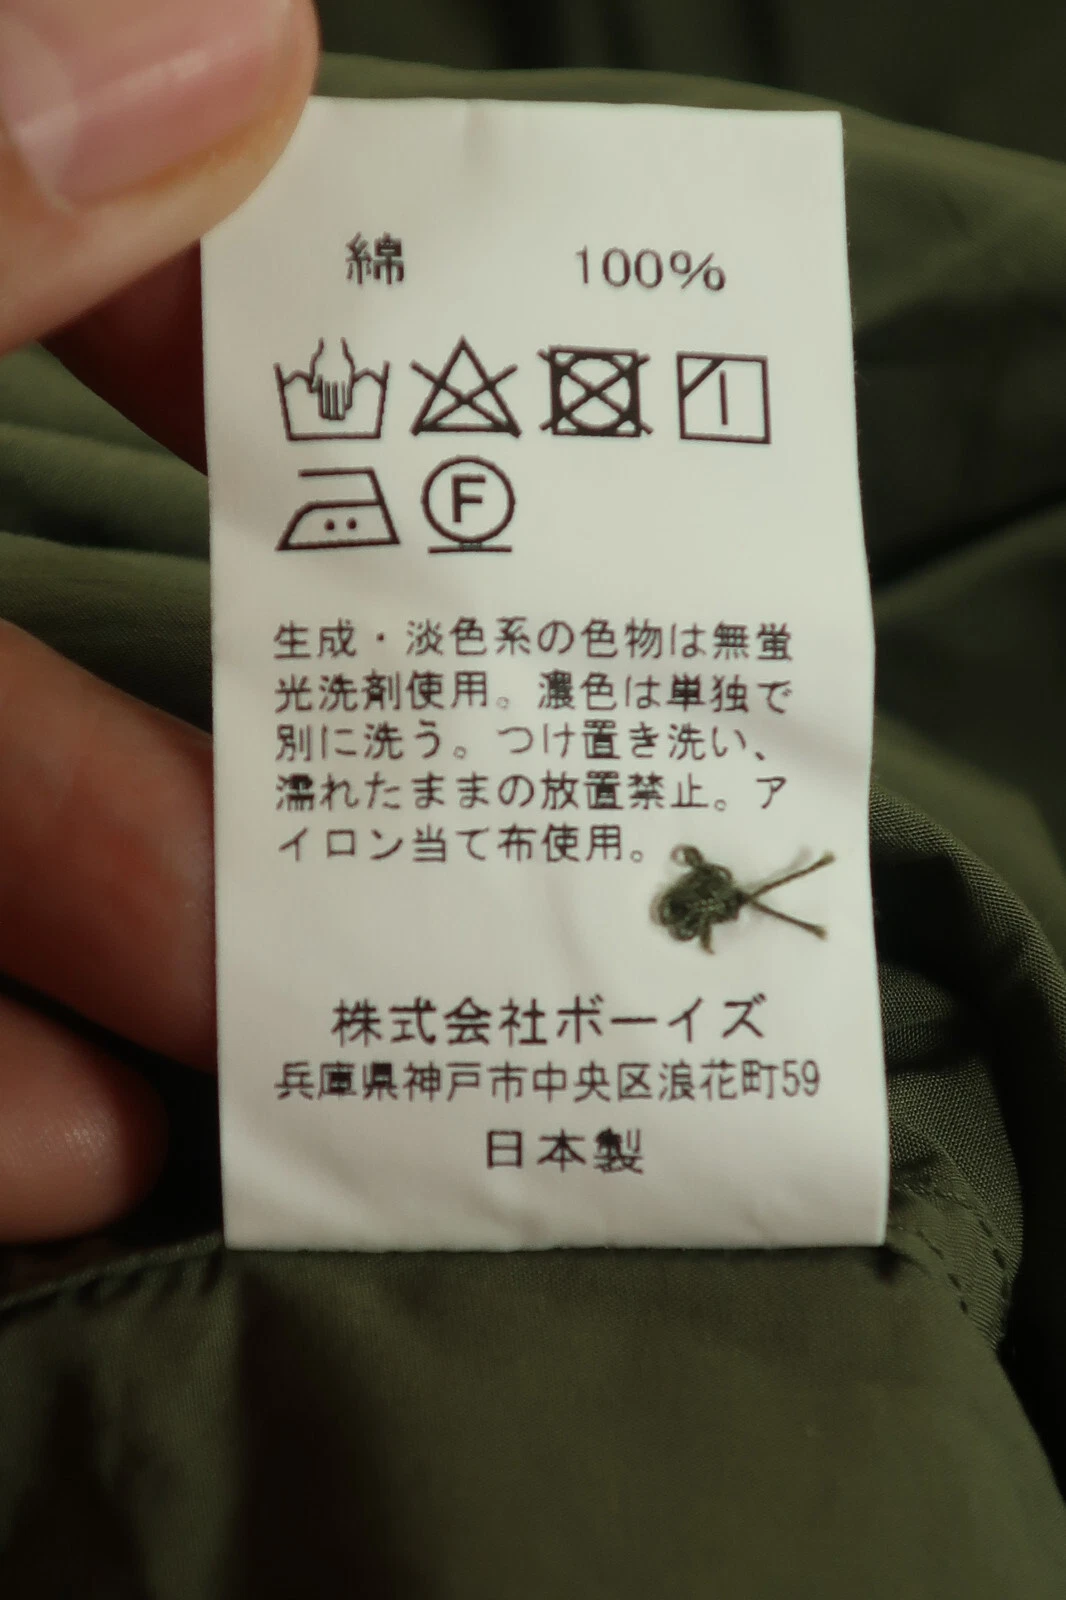 綿 100%
F
生成・淡色系の色物は無蛍
光洗剤使用。濃色は単独で
別に洗う。つけ置き洗い、
濡れたままの放置禁止。ア
イロン当て布使用。
株式会社ボーイズ
兵庫県神戸市中央区浪花町59
日本製